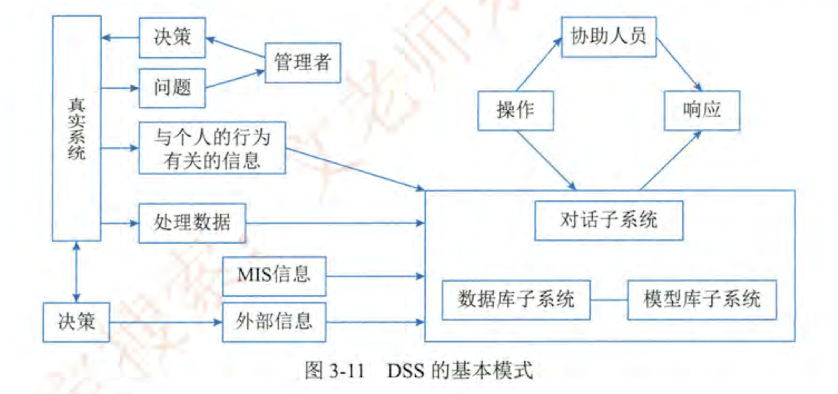 决策
管理者
问题
真实系统
与个人的行为
有关的信息
处理数据
MIS信息
决策
外部信息
协助人员
操作
响应
对话子系统
数据库子系统
模型库子系统
图 3-11 DSS 的基本模式